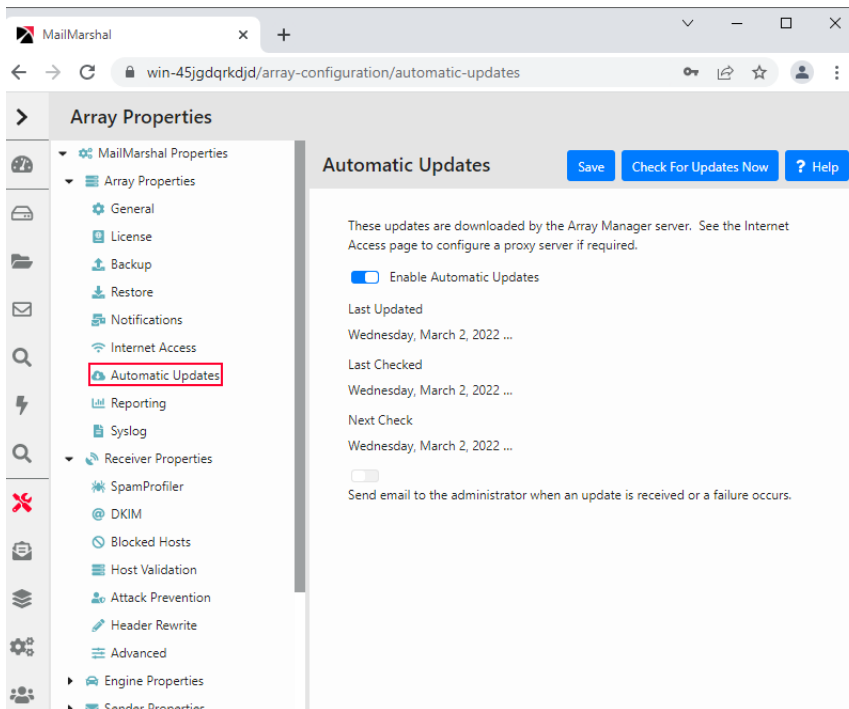 MailMarshal
win-45jgdqrkdjd/array-configuration/automatic-updates
Array Properties
MailMarshal Properties
Array Properties
General
License
Backup
Restore
Notifications
Internet Access
Automatic Updates
Reporting
Syslog
Receiver Properties
SpamProfiler
DKIM
Blocked Hosts
Host Validation
Attack Prevention
Header Rewrite
Advanced
Engine Properties
Sender Properties
Automatic Updates
Save
Check For Updates Now
? Help
These updates are downloaded by the Array Manager server. See the Internet
Access page to configure a proxy server if required.
Enable Automatic Updates
Last Updated
Wednesday, March 2, 2022 ...
Last Checked
Wednesday, March 2, 2022 ...
Next Check
Wednesday, March 2, 2022 ...
Send email to the administrator when an update is received or a failure occurs.